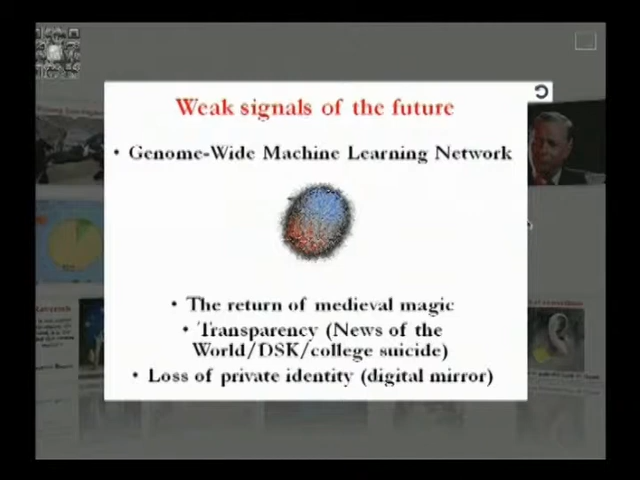 Weak signals of the future
• Genome-Wide Machine Learning Network
• The return of medieval magic
• Transparency (News of the
World/DSK/college suicide)
• Loss of private identity (digital mirror)